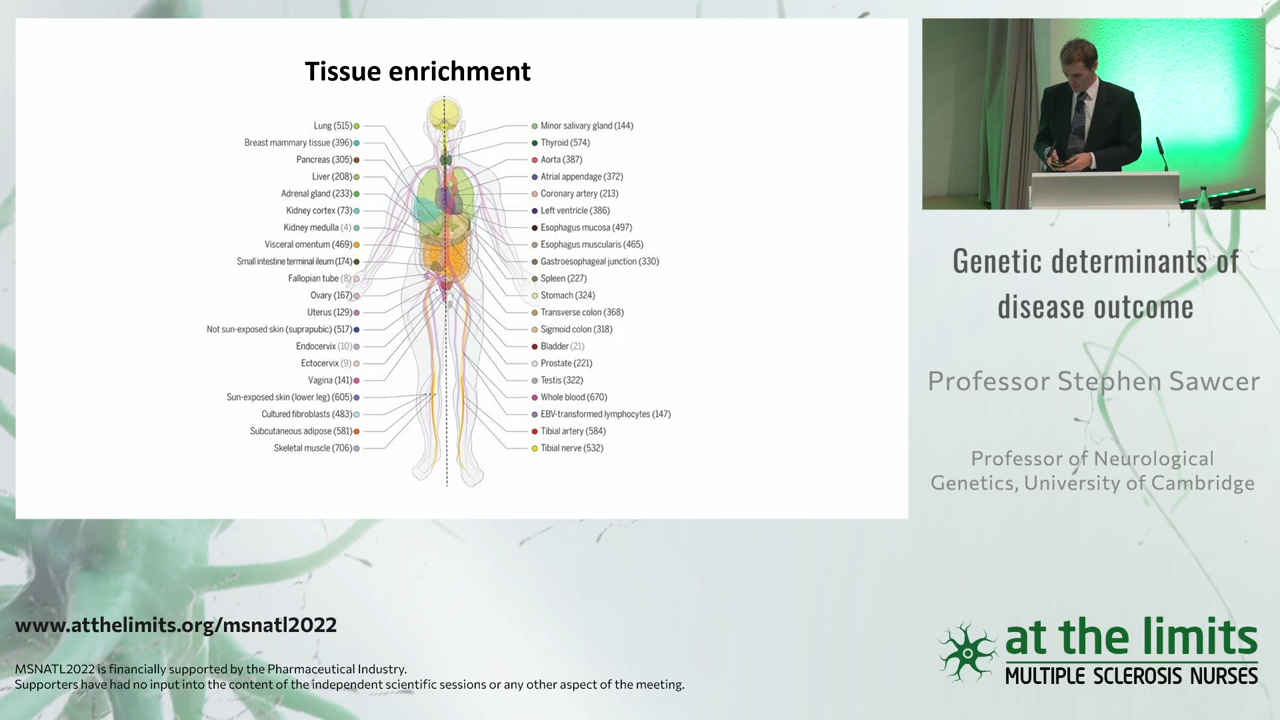 Tissue enrichment
Lung (515)
Breast mammary tissue (396)
Pancreas (305)
Liver (208)
Adrenal gland (233)
Kidney cortex (73)
Kidney medulla (4)
Visceral omentum (469)
Small intestine terminal ileum (174)
Fallopian tube (8)
Ovary (167)
Uterus (129)
Not sun-exposed skin (suprapubic) (517)
Endocervix (10)
Ectocervix (9)
Vagina (141)
Sun-exposed skin (lower leg) (605)
Cultured fibroblasts (483)
Subcutaneous adipose (581)
Skeletal muscle (706)
Minor salivary gland (144)
Thyroid (574)
Aorta (387)
Atrial appendage (372)
Coronary artery (213)
Left ventricle (386)
Esophagus mucosa (497)
Esophagus muscularis (465)
Gastroesophageal junction (330)
Spleen (227)
Stomach (324)
Transverse colon (368)
Sigmoid colon (318)
Bladder (21)
Prostate (221)
Testis (322)
Whole blood (670)
EBV-transformed lymphocytes (147)
Tibial artery (584)
Tibial nerve (532)
Genetic determinants of
disease outcome
Professor Stephen Sawcer
Professor of Neurological
Genetics, University of Cambridge
www.atthelimits.org/msnatl2022
MSNATL2022 is financially supported by the Pharmaceutical Industry.
Supporters have had no input into the content of the independent scientific sessions or any other aspect of the meeting.
at the limits
MULTIPLE SCLEROSIS NURSES